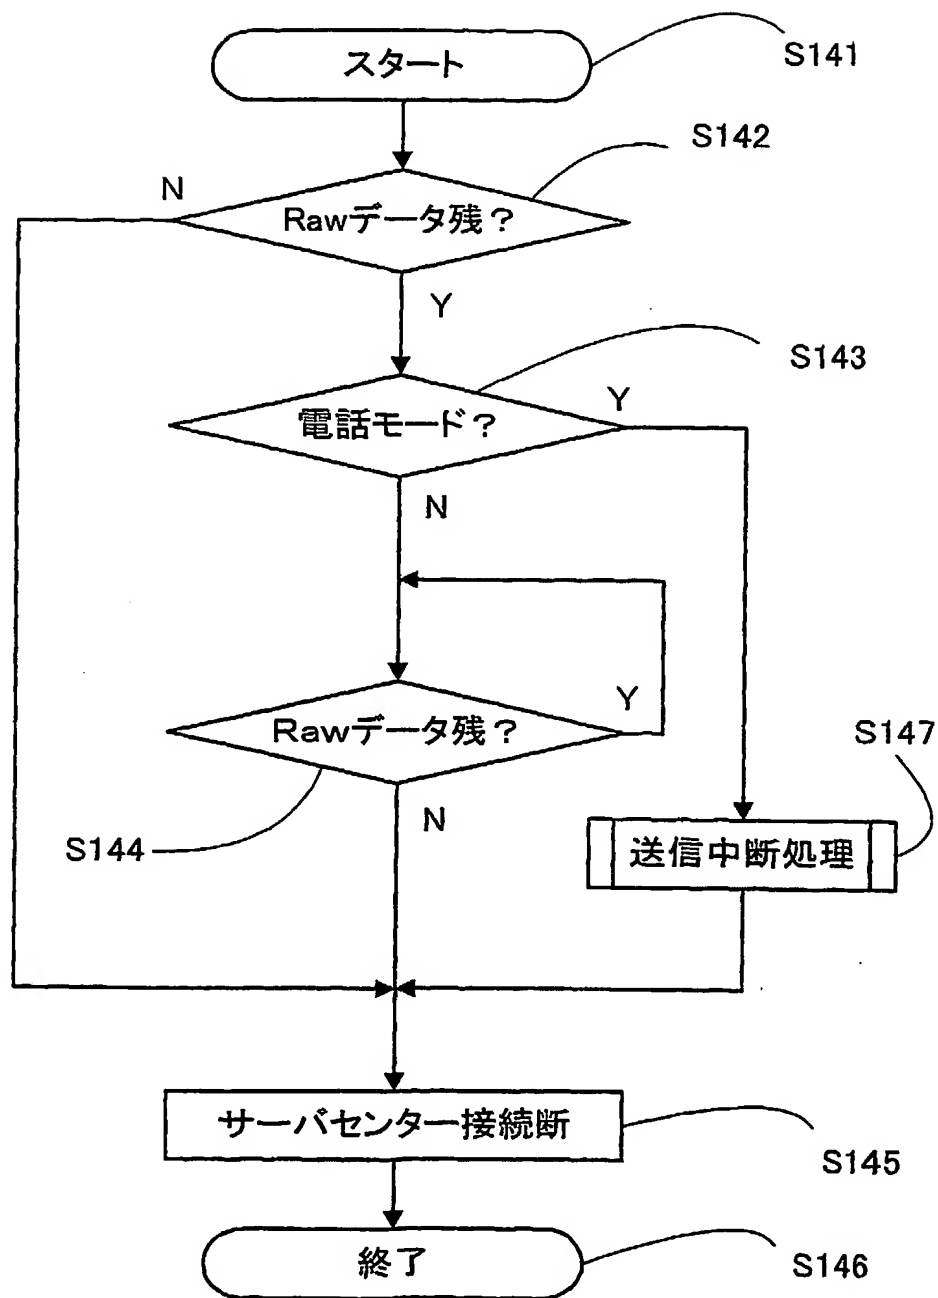 スタート
S141
S142
N
Rawデータ残？
Y
S143
電話モード？
Y
N
Rawデータ残？
Y
S147
N
S144
送信中断処理
サーバセンター接続断
S145
終了
S146